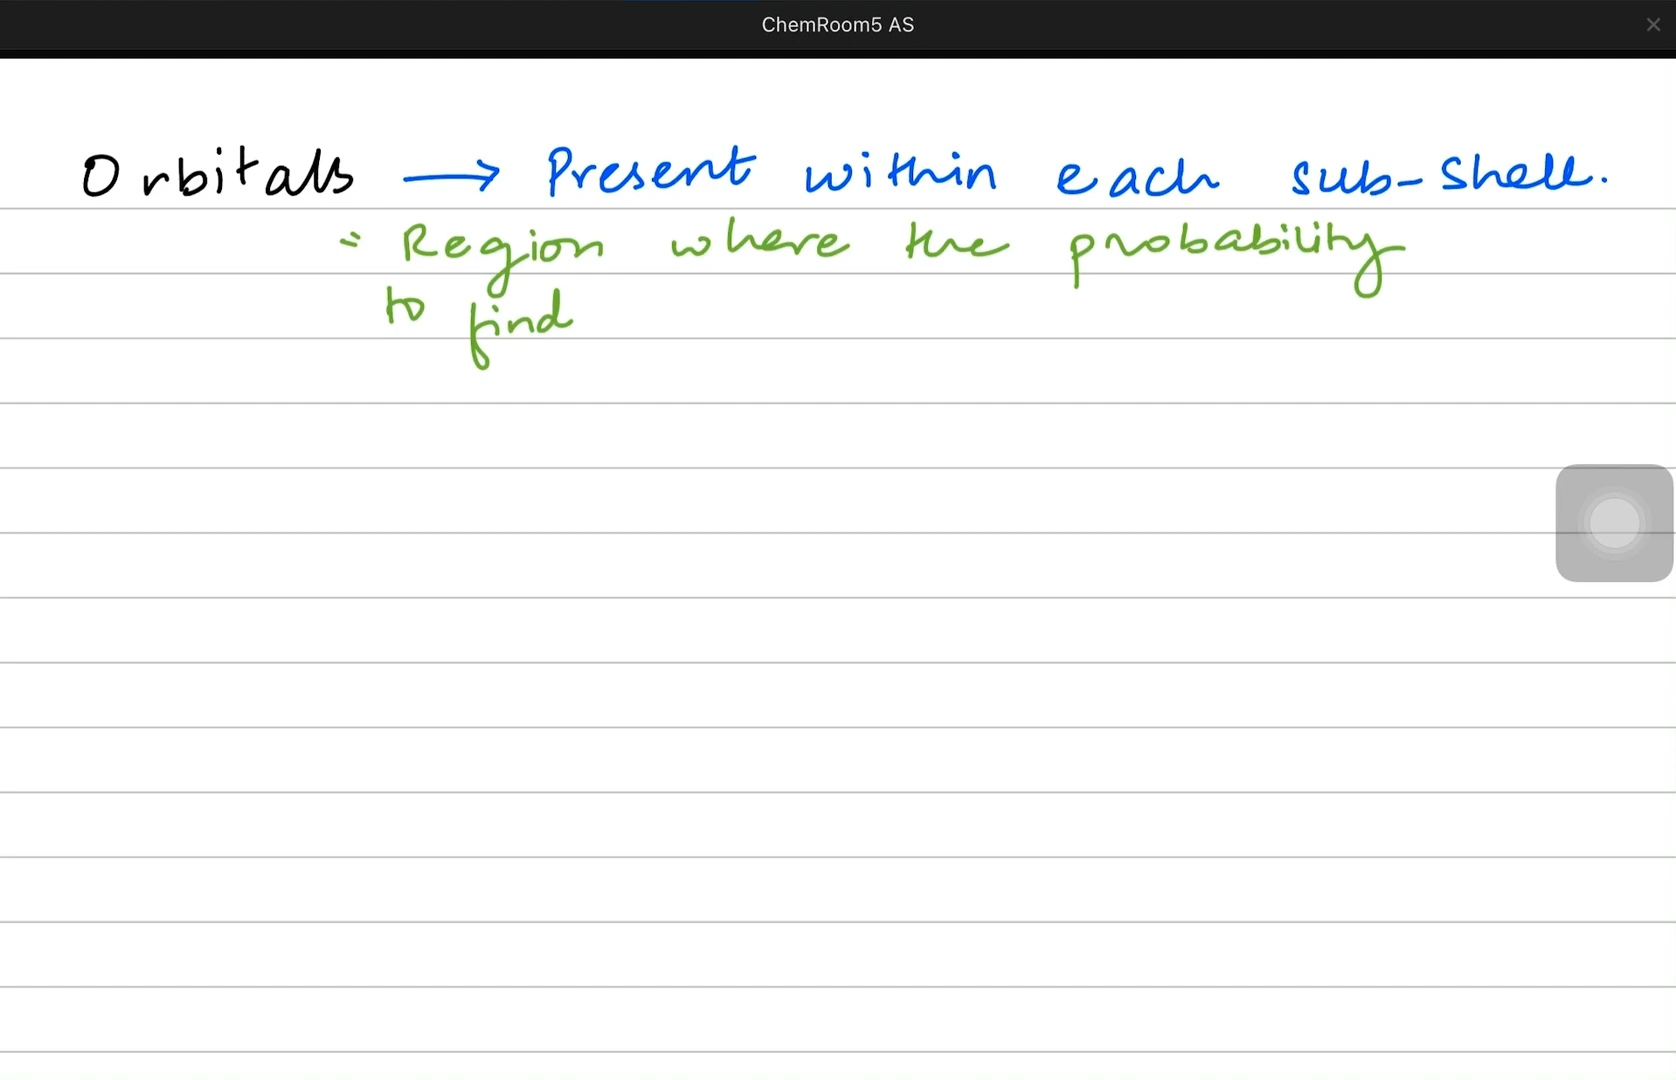 ChemRoom5 AS
Orbitals → Present within each sub-shell.
= Region where the probability
to find